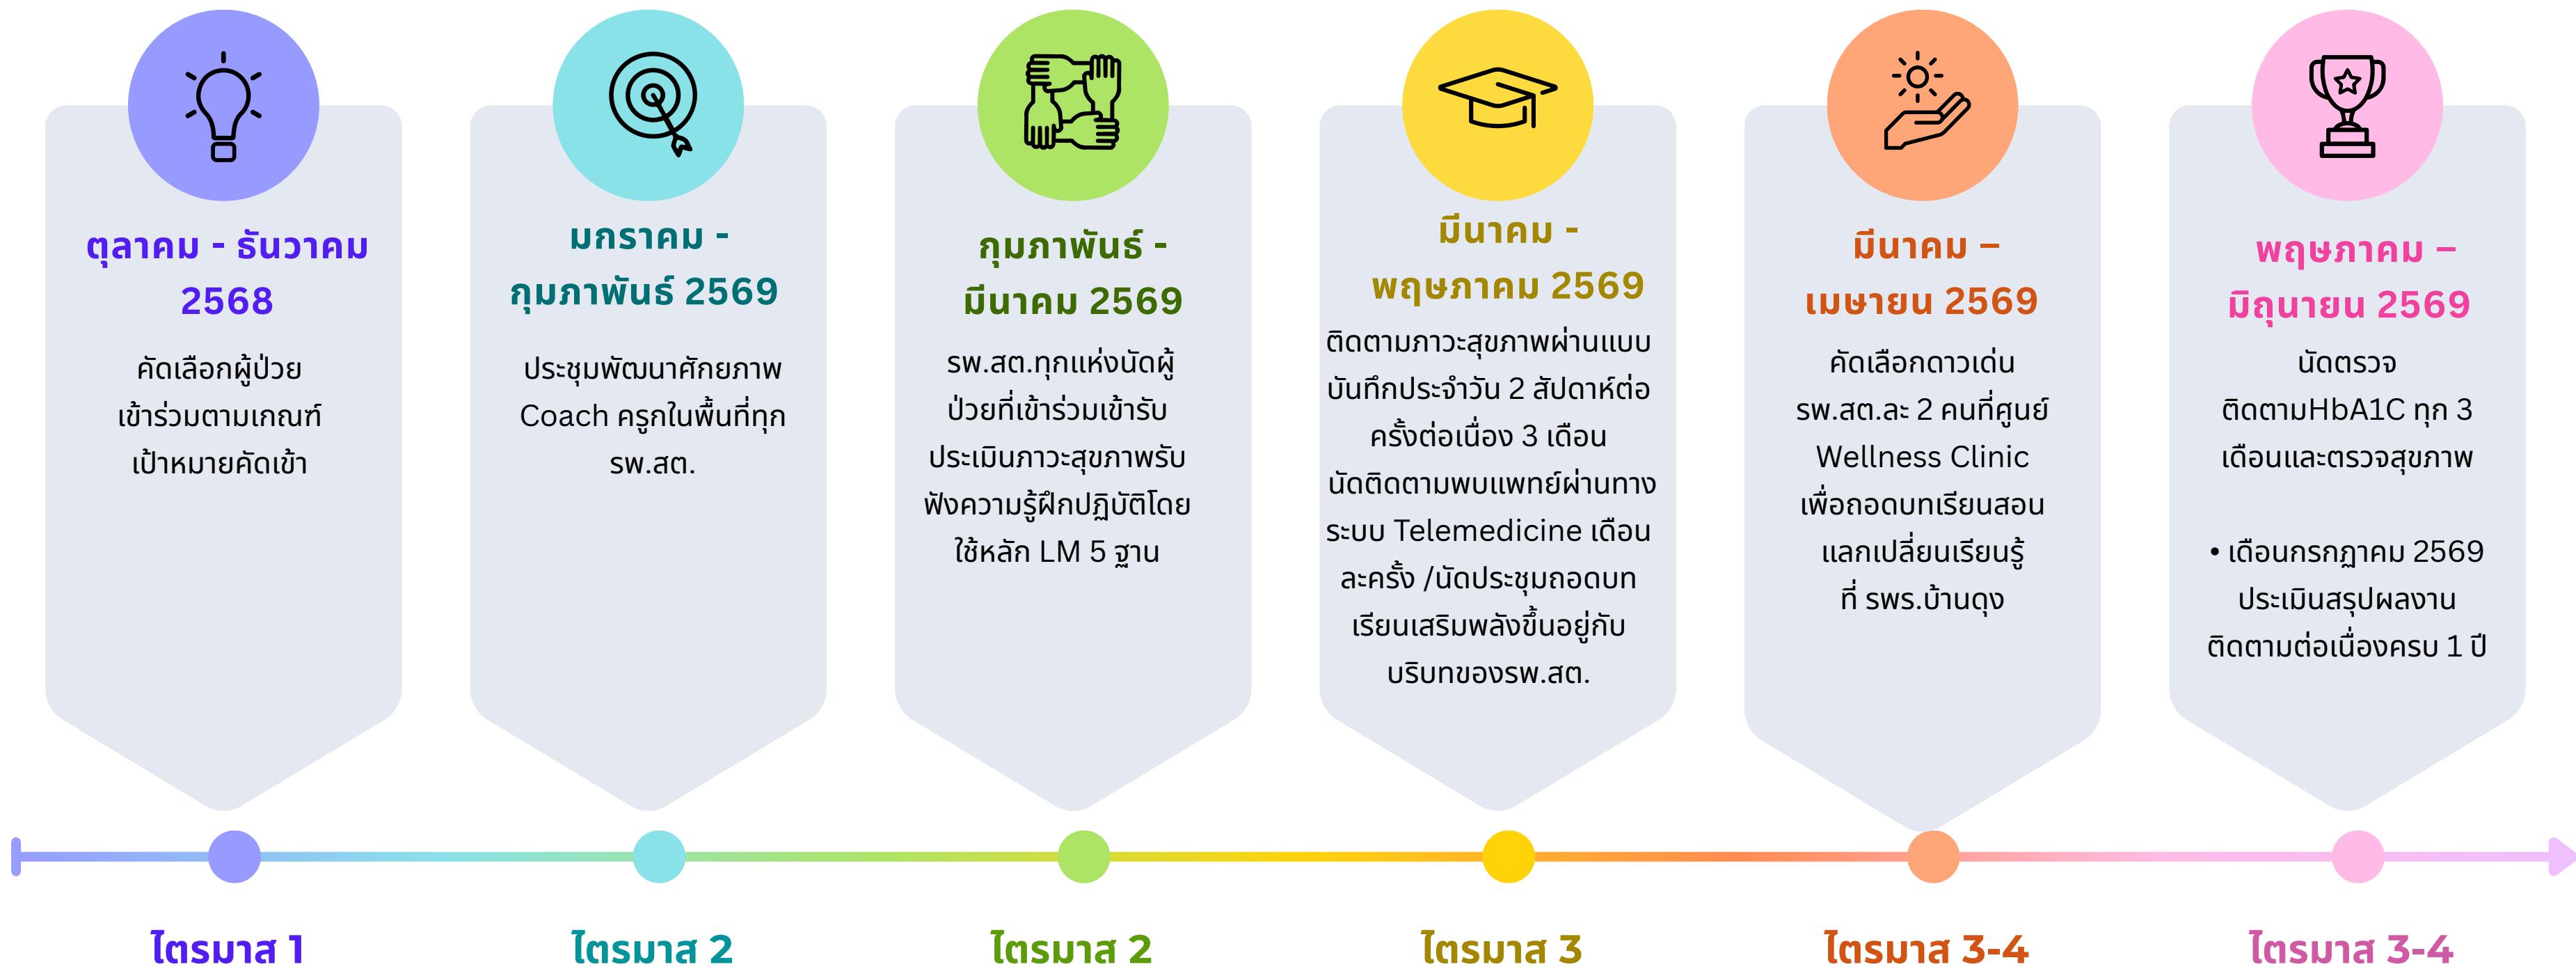 ตุลาคม - ธันวาคม
2568
คัดเลือกผู้ป่วย
เข้าร่วมตามเกณฑ์
เป้าหมายคัดเข้า
มกราคม -
กุมภาพันธ์ 2569
ประชุมพัฒนาศักยภาพ
Coach ครูกในพื้นที่ทุก
รพ.สต.
กุมภาพันธ์ -
มีนาคม 2569
รพ.สต.ทุกแห่งนัดผู้
ป่วยที่เข้าร่วมเข้ารับ
ประเมินภาวะสุขภาพรับ
ฟังความรู้ฝึกปฏิบัติโดย
ใช้หลัก LM 5 ฐาน
มีนาคม -
พฤษภาคม 2569
ติดตามภาวะสุขภาพผ่านแบบ
บันทึกประจำวัน 2 สัปดาห์ต่อ
ครั้งต่อเนื่อง 3 เดือน
นัดติดตามพบแพทย์ผ่านทาง
ระบบ Telemedicine เดือน
ละครั้ง /นัดประชุมถอดบท
เรียนเสริมพลังขึ้นอยู่กับ
บริบทของรพ.สต.
มีนาคม –
เมษายน 2569
คัดเลือกดาวเด่น
รพ.สต.ละ 2 คนที่ศูนย์
Wellness Clinic
เพื่อถอดบทเรียนสอน
แลกเปลี่ยนเรียนรู้
ที่ รพร.บ้านดุง
พฤษภาคม –
มิถุนายน 2569
นัดตรวจ
ติดตามHbA1C ทุก 3
เดือนและตรวจสุขภาพ
• เดือนกรกฎาคม 2569
ประเมินสรุปผลงาน
ติดตามต่อเนื่องครบ 1 ปี
ไตรมาส 1
ไตรมาส 2
ไตรมาส 2
ไตรมาส 3
ไตรมาส 3-4
ไตรมาส 3-4